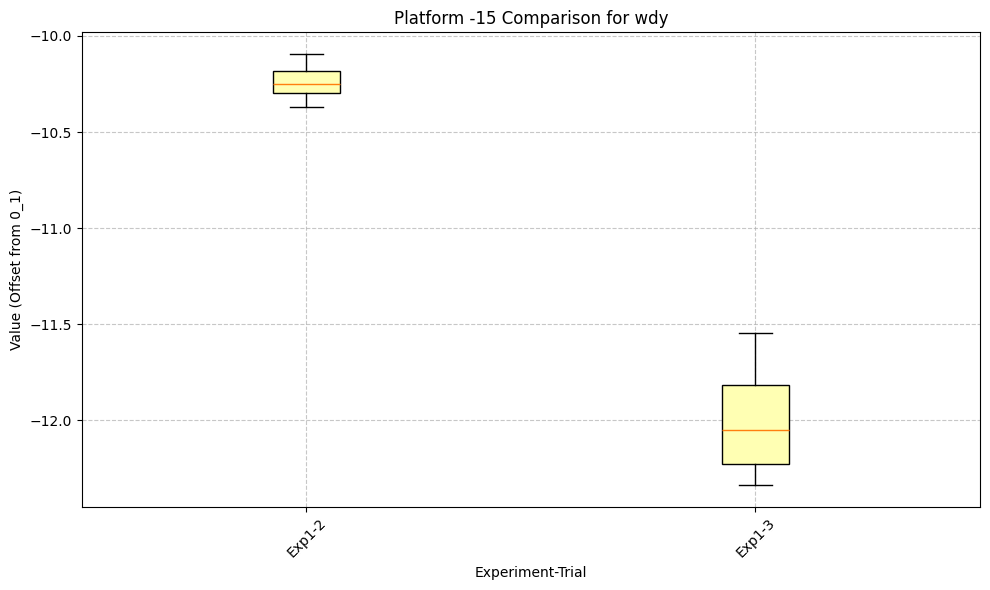 Platform -15 Comparison for wdy
Value (Offset from 0_1)
−10.0
−10.5
−11.0
−11.5
−12.0
Exp1-2
Exp1-3
Experiment-Trial